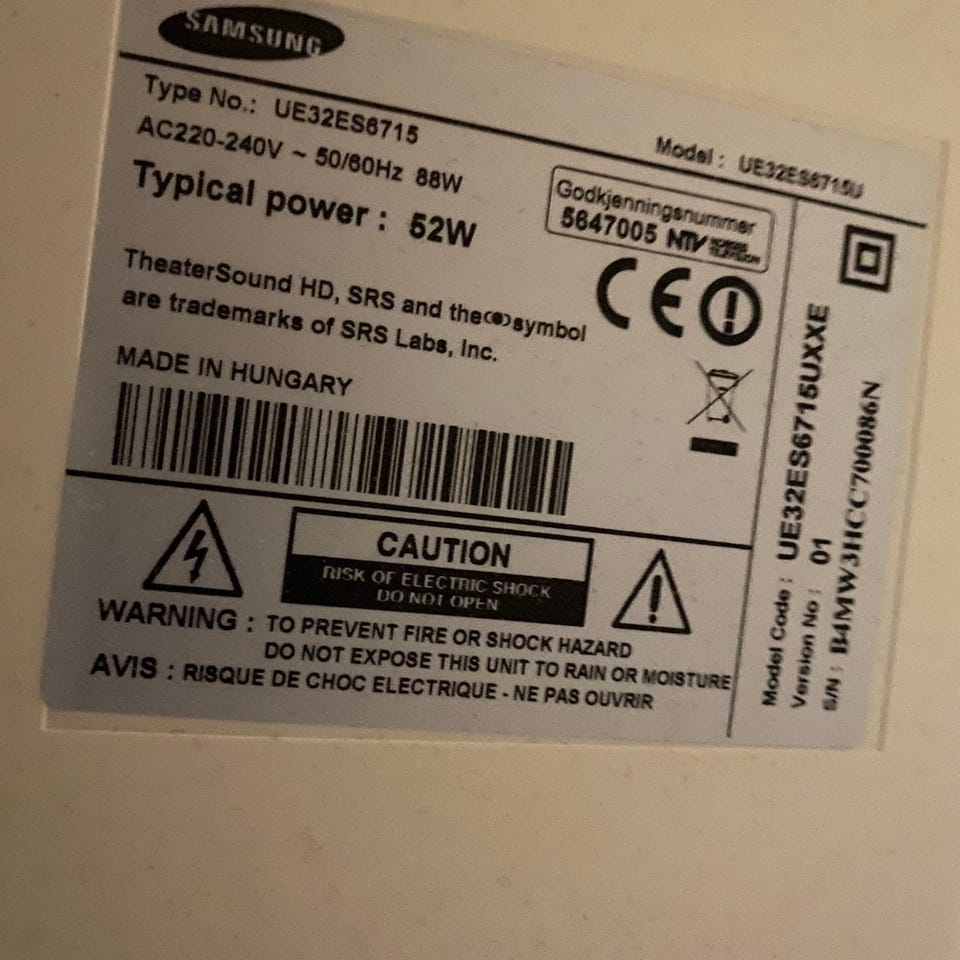 SAMSUNG
Type No.: UE32ES6715
Model : UE32ES6715U
AC220-240V ~ 50/60Hz 88W
Typical power : 52W
Godkjenningsnummer
5647005 NTV
TheaterSound HD, SRS and the symbol
are trademarks of SRS Labs, Inc.
CE
MADE IN HUNGARY
CAUTION
RISK OF ELECTRIC SHOCK
DO NOT OPEN
WARNING : TO PREVENT FIRE OR SHOCK HAZARD
DO NOT EXPOSE THIS UNIT TO RAIN OR MOISTURE
AVIS : RISQUE DE CHOC ELECTRIQUE - NE PAS OUVRIR
Model Code : UE32ES6715UXXE
Version No : 01
S/N : B4MW3HCC700086N